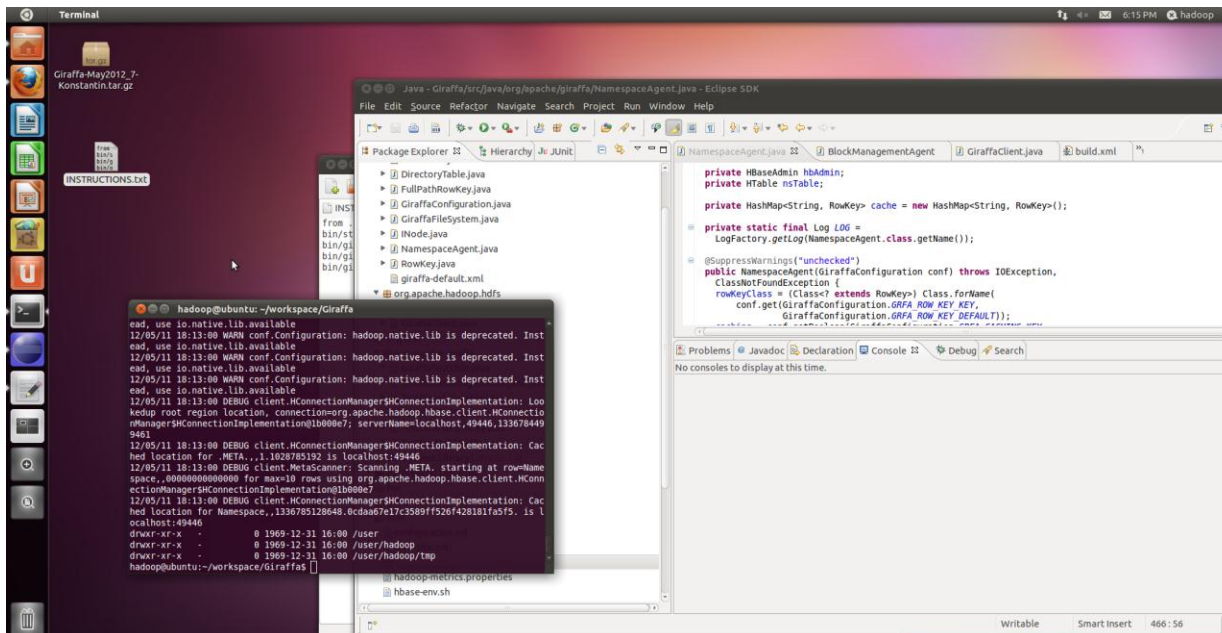 Terminal
6:15 PM hadoop
tar.gz
Giraffa-May2012_7-
Konstantin.tar.gz
from
bin/s
bin/g
bin/g
INSTRUCTIONS.txt
INST
from .
bin/st
bin/gi
bin/gi
bin/gi
Java - Giraffa/src/java/org/apache/giraffa/NamespaceAgent.java - Eclipse SDK
File Edit Source Refactor Navigate Search Project Run Window Help
Package Explorer Hierarchy JUnit
DirectoryTable.java
FullPathRowKey.java
GiraffaConfiguration.java
GiraffaFileSystem.java
INode.java
NamespaceAgent.java
RowKey.java
giraffa-default.xml
org.apache.hadoop.hdfs
hadoop-metrics.properties
hbase-env.sh
NamespaceAgent.java BlockManagementAgent GiraffaClient.java build.xml
private HBaseAdmin hbAdmin;
private HTable nsTable;
private HashMap<String, RowKey> cache = new HashMap<String, RowKey>();
private static final Log LOG =
LogFactory.getLog(NamespaceAgent.class.getName());
@SuppressWarnings("unchecked")
public NamespaceAgent(GiraffaConfiguration conf) throws IOException,
ClassNotFoundException {
rowKeyClass = (Class<? extends RowKey>) Class.forName(
conf.get(GiraffaConfiguration.GRFA_ROW_KEY_KEY,
GiraffaConfiguration.GRFA_ROW_KEY_DEFAULT));
Problems Javadoc Declaration Console Debug Search
No consoles to display at this time.
Writable Smart Insert 466 : 56
hadoop@ubuntu: ~/workspace/Giraffa
ead, use io.native.lib.available
12/05/11 18:13:00 WARN conf.Configuration: hadoop.native.lib is deprecated. Inst
ead, use io.native.lib.available
12/05/11 18:13:00 WARN conf.Configuration: hadoop.native.lib is deprecated. Inst
ead, use io.native.lib.available
12/05/11 18:13:00 WARN conf.Configuration: hadoop.native.lib is deprecated. Inst
ead, use io.native.lib.available
12/05/11 18:13:00 DEBUG client.HConnectionManager$HConnectionImplementation: Loo
kedup root region location, connection=org.apache.hadoop.hbase.client.HConnectio
nManager$HConnectionImplementation@1b000e7; serverName=localhost,49446,133678449
9461
12/05/11 18:13:00 DEBUG client.HConnectionManager$HConnectionImplementation: Cac
hed location for .META.,,1.1028785192 is localhost:49446
12/05/11 18:13:00 DEBUG client.MetaScanner: Scanning .META. starting at row=Name
space,,00000000000000 for max=10 rows using org.apache.hadoop.hbase.client.HConn
ectionManager$HConnectionImplementation@1b000e7
12/05/11 18:13:00 DEBUG client.HConnectionManager$HConnectionImplementation: Cac
hed location for Namespace,,1336785128648.0cdaa67e17c3589ff526f428181fa5f5. is l
ocalhost:49446
drwxr-xr-x - 0 1969-12-31 16:00 /user
drwxr-xr-x - 0 1969-12-31 16:00 /user/hadoop
drwxr-xr-x - 0 1969-12-31 16:00 /user/hadoop/tmp
hadoop@ubuntu:~/workspace/Giraffa$